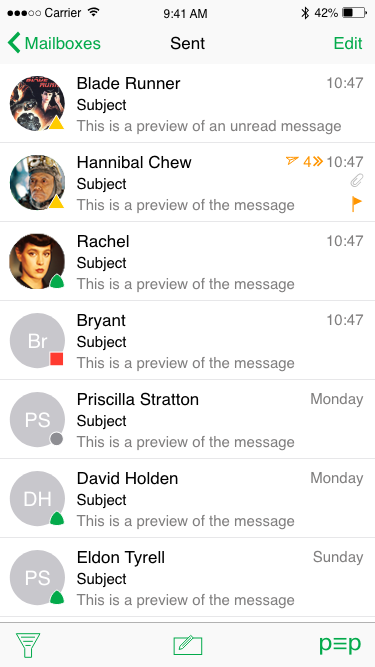 Carrier 9:41 AM 42%
Mailboxes Sent Edit
Blade Runner 10:47
Subject
This is a preview of an unread message
Hannibal Chew 4 10:47
Subject
This is a preview of the message
Rachel 10:47
Subject
This is a preview of the message
Br Bryant 10:47
Subject
This is a preview of the message
PS Priscilla Stratton Monday
Subject
This is a preview of the message
DH David Holden Monday
Subject
This is a preview of the message
PS Eldon Tyrell Sunday
Subject
This is a preview of the message
p≡p